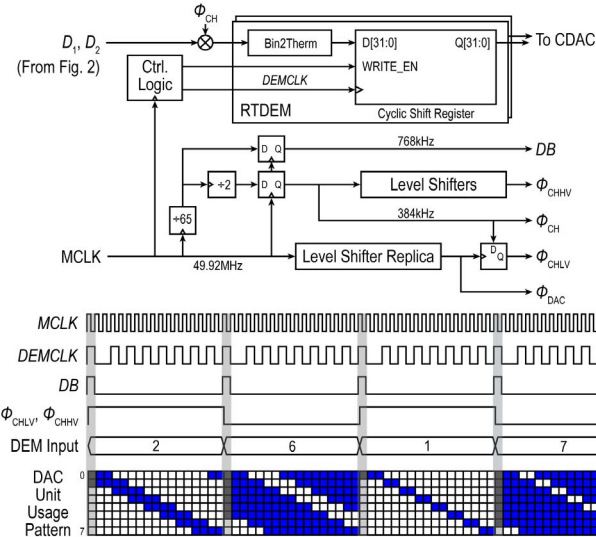 Φ_CH
D₁, D₂
(From Fig. 2)
Bin2Therm
D[31:0]
Q[31:0]
To CDAC
Ctrl.
Logic
WRITE_EN
DEMCLK
RTDEM
Cyclic Shift Register
D Q
768kHz
DB
÷2
D Q
Level Shifters
Φ_CHHV
÷65
384kHz
Φ_CH
MCLK
49.92MHz
Level Shifter Replica
D
Q
Φ_CHLV
Φ_DAC
MCLK
DEMCLK
DB
Φ_CHLV, Φ_CHHV
DEM Input
2
6
1
7
DAC 0
Unit
Usage
Pattern 7